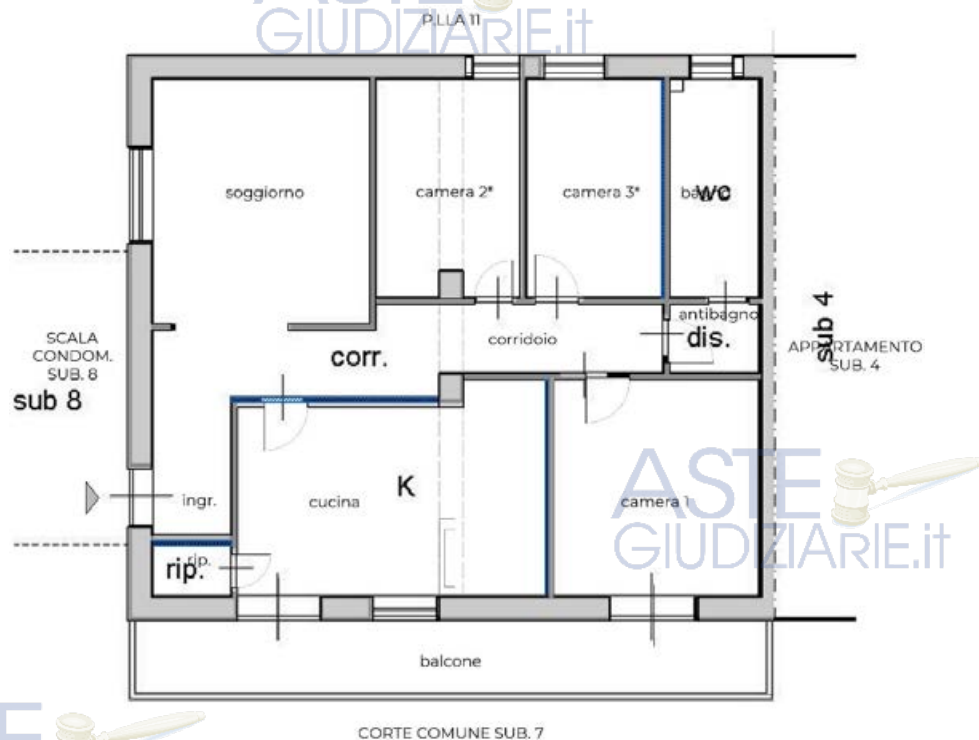 ASTE
P.LLA 11
GIUDIZIARIE.it
soggiorno
camera 2*
camera 3*
wc
antibagno
dis.
corridoio
corr.
SCALA
CONDOM.
SUB. 8
sub 8
sub 4
APPARTAMENTO
SUB. 4
ingr.
cucina
K
camera 1
ASTE
GIUDIZIARIE.it
rip.
rip.
balcone
CORTE COMUNE SUB. 7